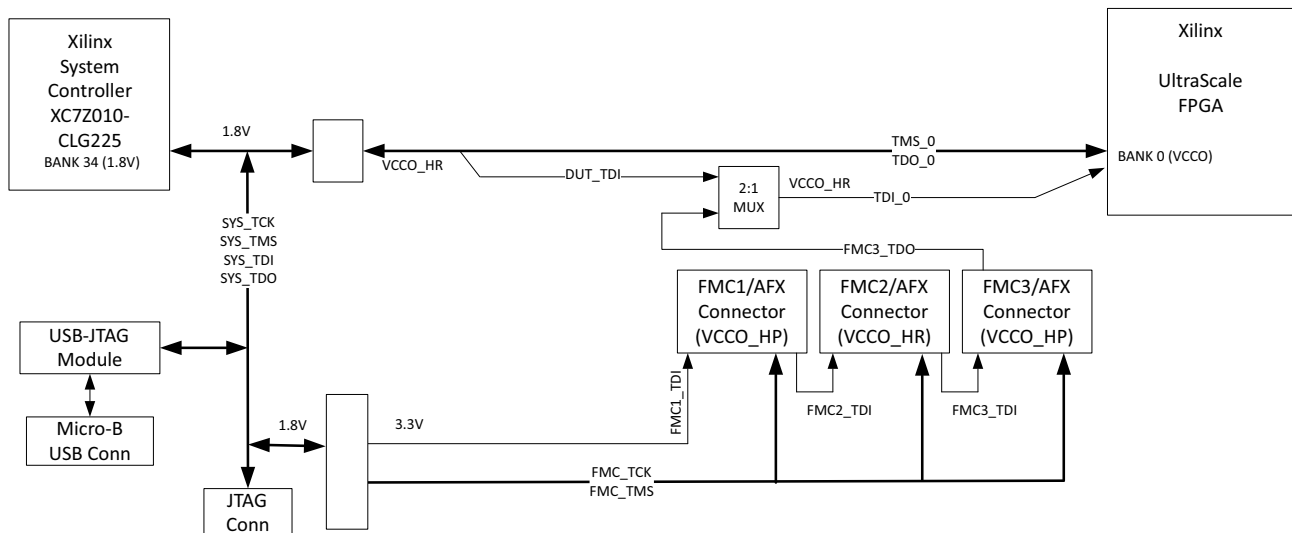 Xilinx
System
Controller
XC7Z010-
CLG225
BANK 34 (1.8V)
1.8V
VCCO_HR
TMS_0
TDO_0
Xilinx
UltraScale
FPGA
BANK 0 (VCCO)
DUT_TDI
2:1
MUX
VCCO_HR
TDI_0
SYS_TCK
SYS_TMS
SYS_TDI
SYS_TDO
FMC3_TDO
FMC1/AFX
Connector
(VCCO_HP)
FMC2/AFX
Connector
(VCCO_HR)
FMC3/AFX
Connector
(VCCO_HP)
USB-JTAG
Module
Micro-B
USB Conn
1.8V
3.3V
FMC1_TDI
FMC2_TDI
FMC3_TDI
FMC_TCK
FMC_TMS
JTAG
Conn